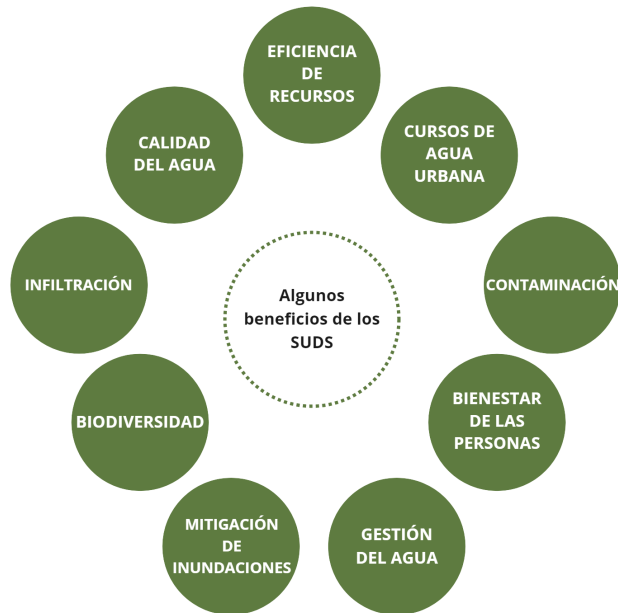 EFICIENCIA
DE
RECURSOS
CURSOS DE
AGUA
URBANA
CALIDAD
DEL AGUA
INFILTRACIÓN
CONTAMINACIÓN
Algunos
beneficios de los
SUDS
BIENESTAR
DE LAS
PERSONAS
BIODIVERSIDAD
MITIGACIÓN
DE
INUNDACIONES
GESTIÓN
DEL AGUA